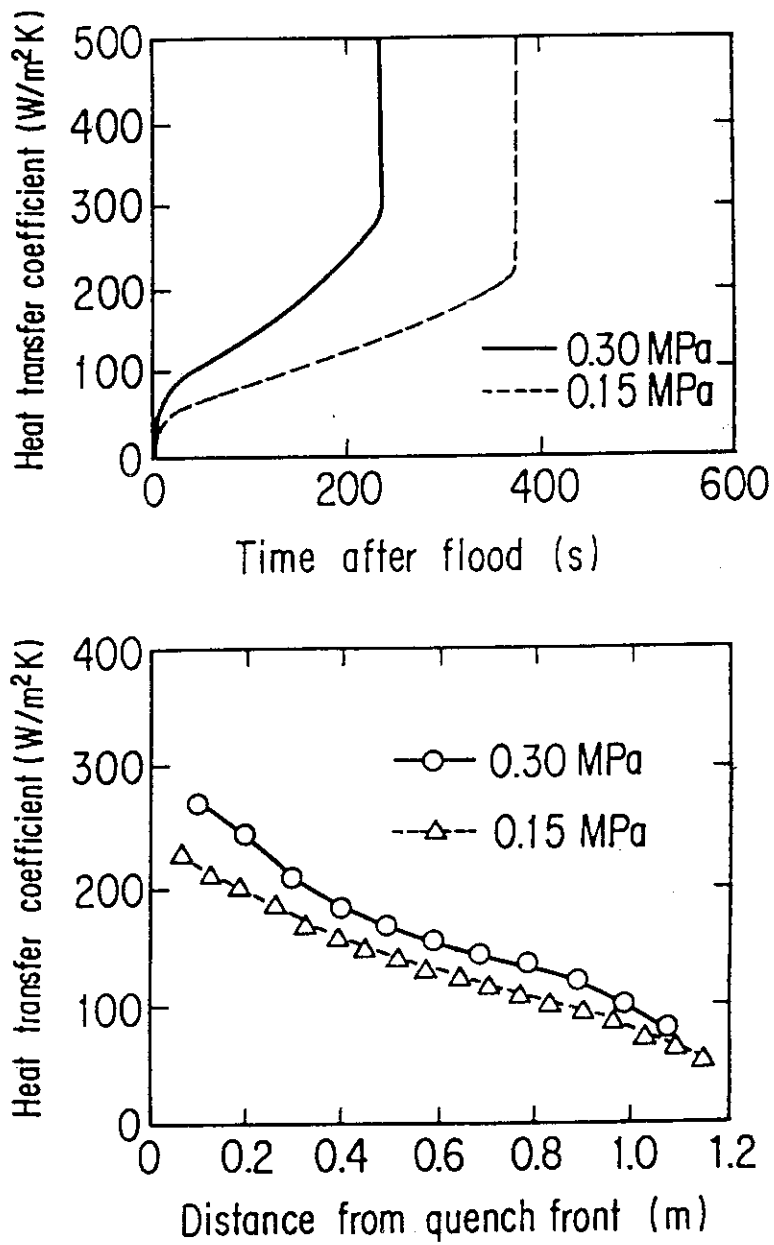 Heat transfer coefficient (W/m²K)
500
400
300
200
100
0
0 200 400 600
0.30 MPa
0.15 MPa
Time after flood (s)
Heat transfer coefficient (W/m²K)
400
300
200
100
0
0 0.2 0.4 0.6 0.8 1.0 1.2
0.30 MPa
0.15 MPa
Distance from quench front (m)